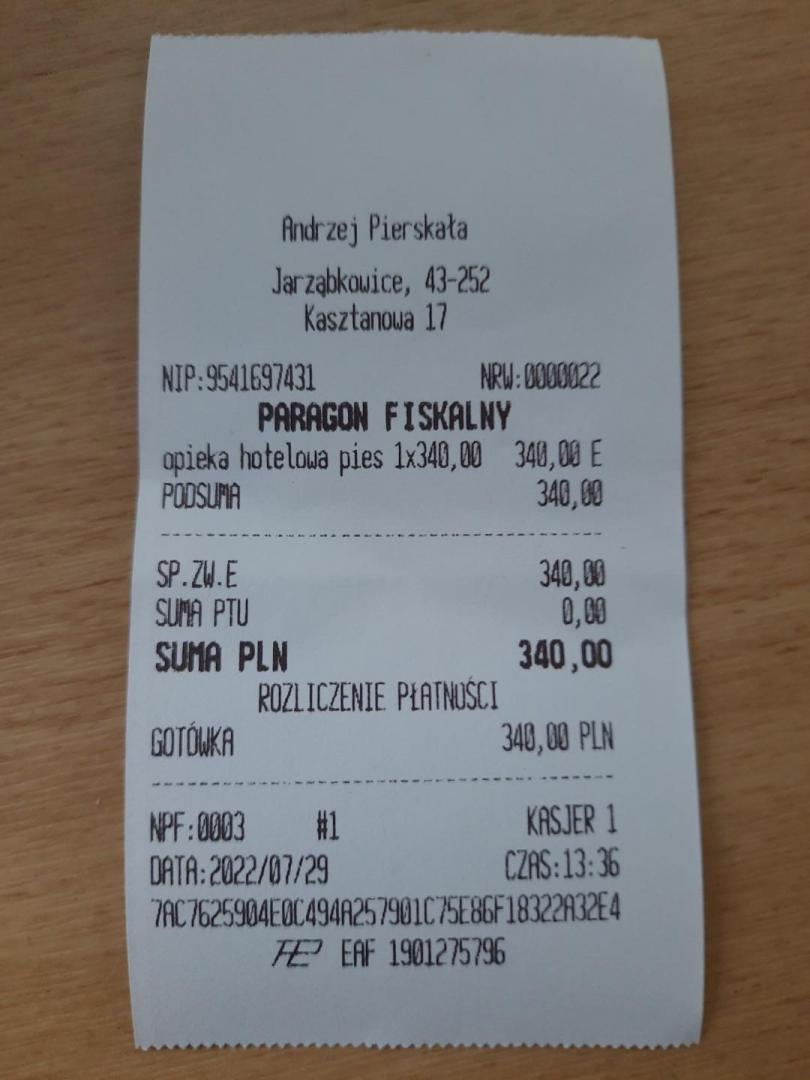 Andrzej Pierskała
Jarząbkowice, 43-252
Kasztanowa 17
NIP:9541697431 NRW:0000022
PARAGON FISKALNY
opieka hotelowa pies 1x340,00 340,00 E
PODSUMA 340,00
SP.ZW.E 340,00
SUMA PTU 0,00
SUMA PLN 340,00
ROZLICZENIE PŁATNOŚCI
GOTÓWKA 340,00 PLN
NPF:0003 #1 KASJER 1
DATA:2022/07/29 CZAS:13:36
7AC7625904E0C494A257901C75E86F18322A32E4
EAF 1901275796